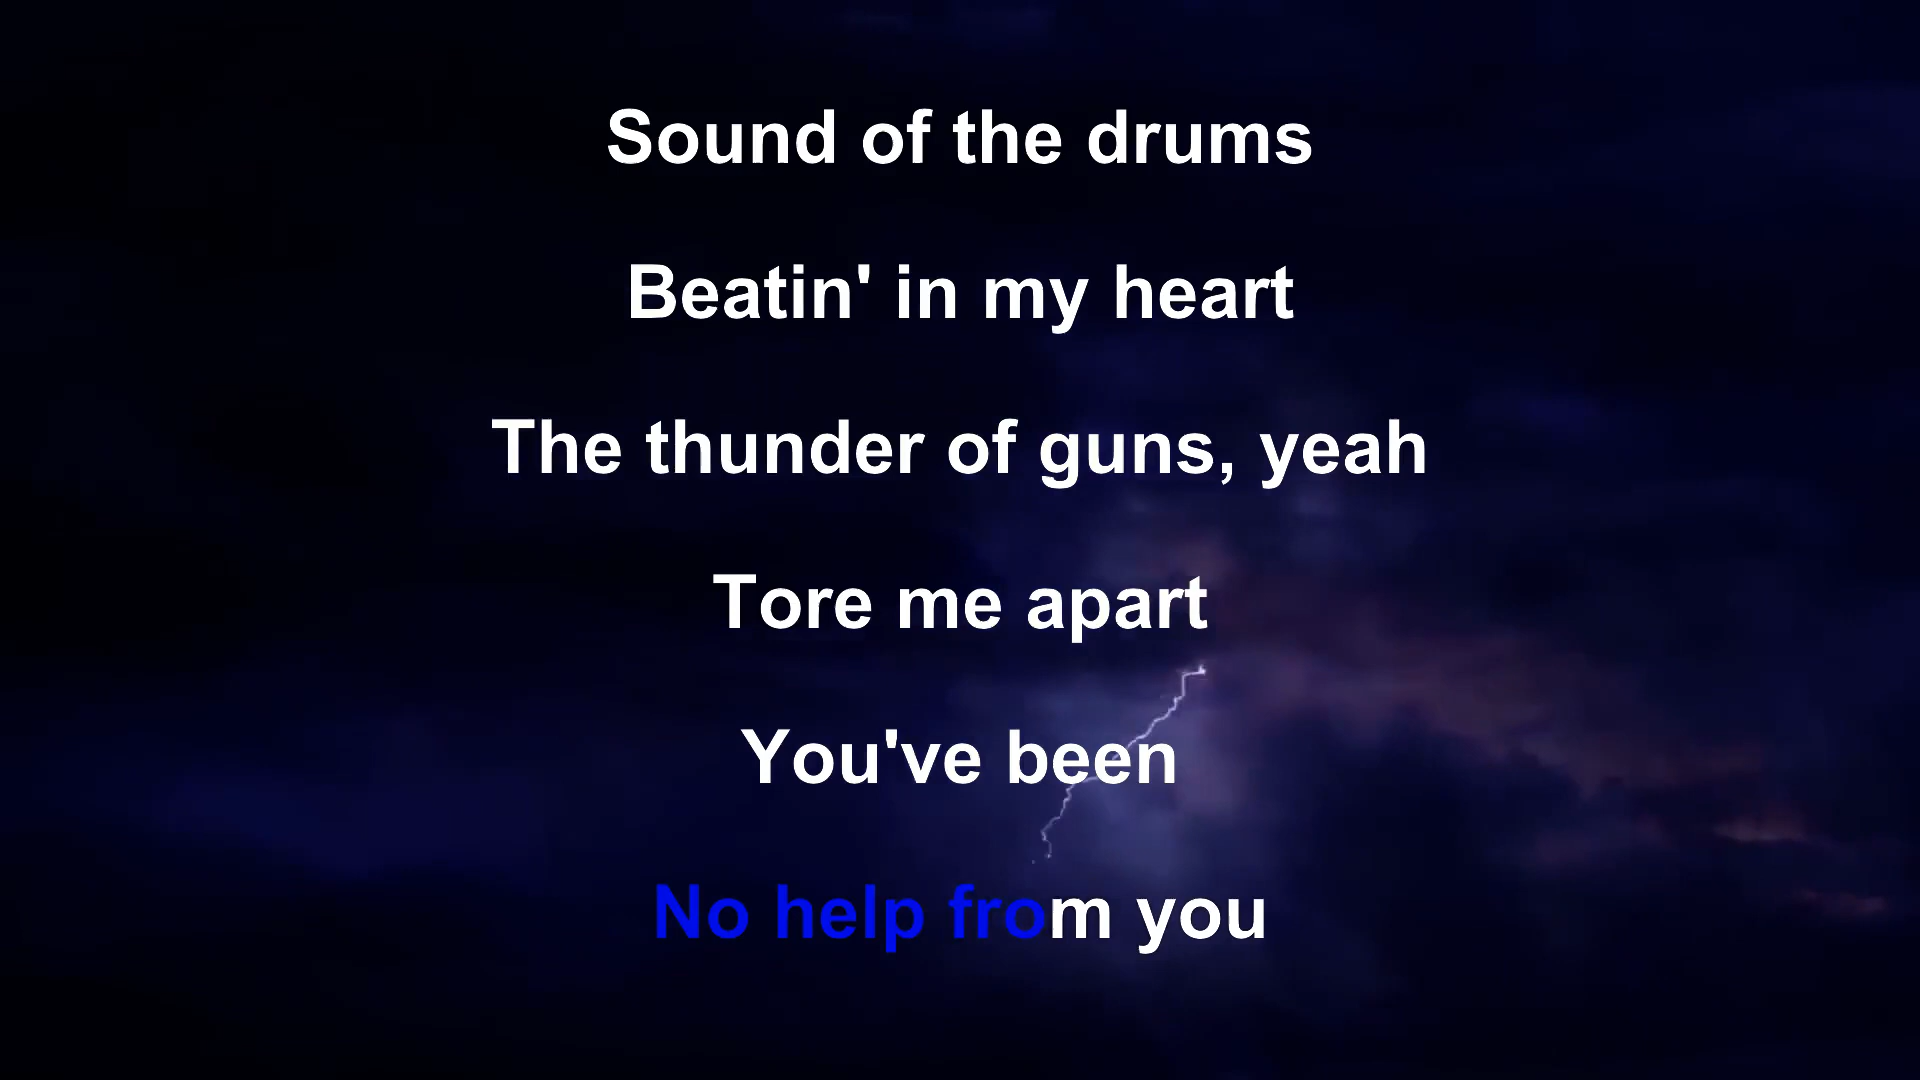 Sound of the drums
Beatin' in my heart
The thunder of guns, yeah
Tore me apart
You've been
No help from you